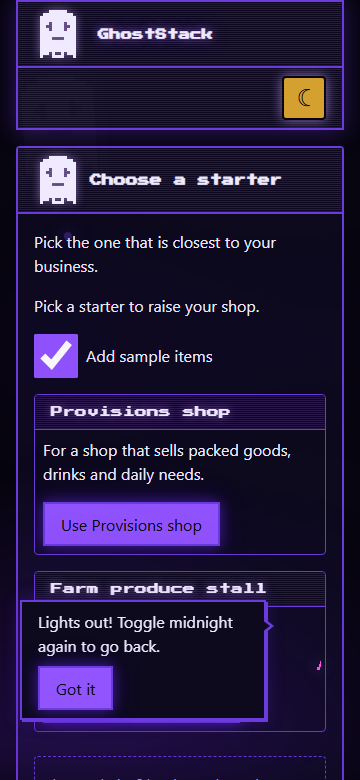 GhostStack
Choose a starter
Pick the one that is closest to your
business.
Pick a starter to raise your shop.
Add sample items
Provisions shop
For a shop that sells packed goods,
drinks and daily needs.
Use Provisions shop
Farm produce stall
Lights out! Toggle midnight
again to go back.
Got it